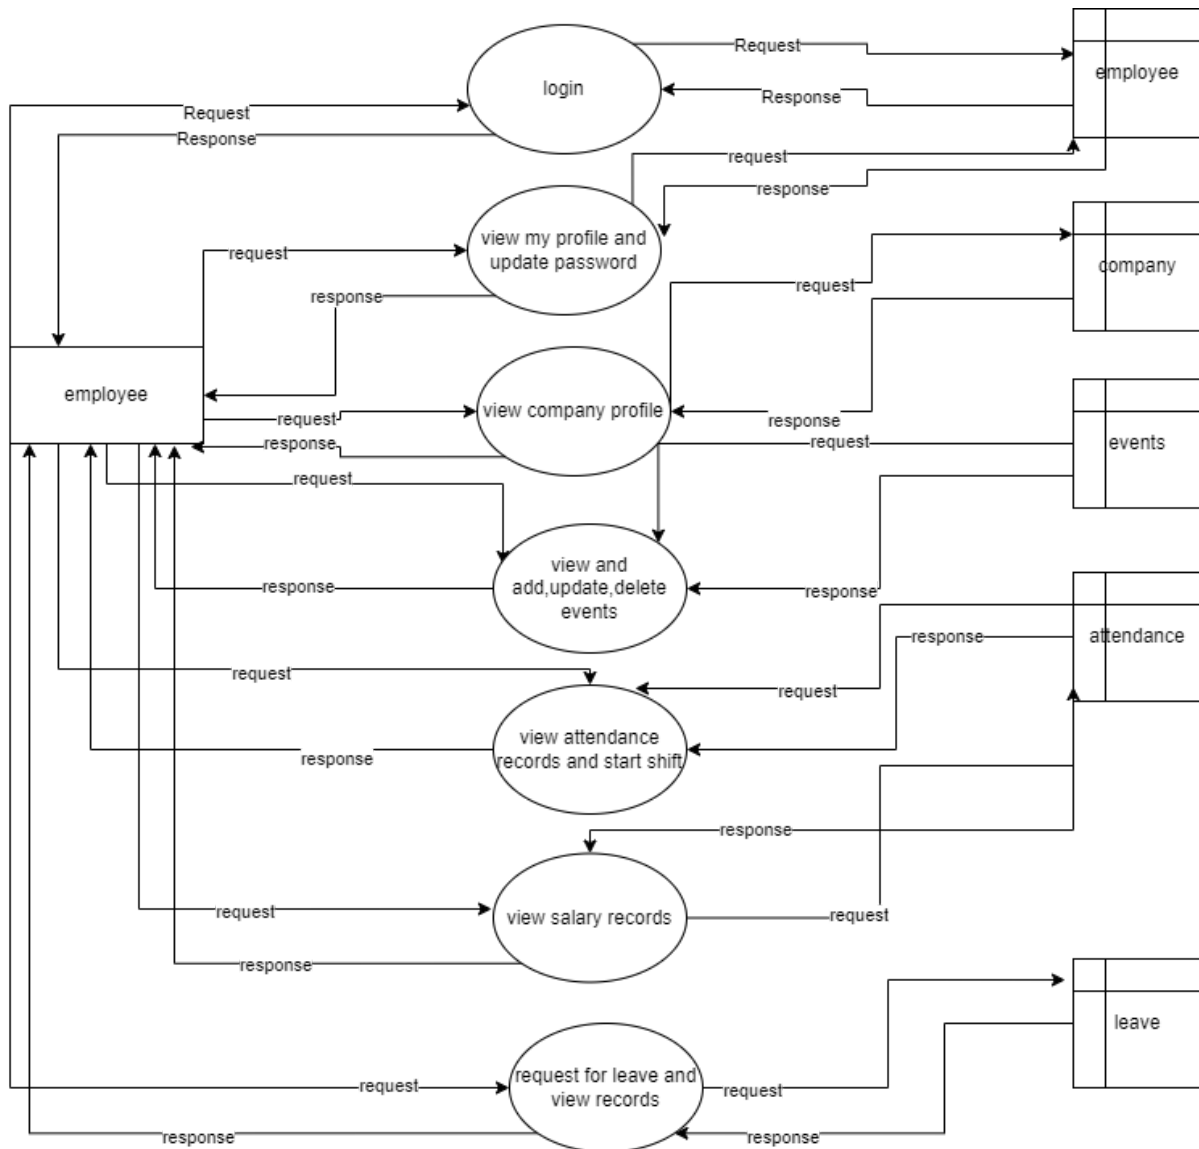 Request
employee
login
Response
Request
Response
request
response
view my profile and
update password
request
company
request
response
employee
view company profile
request
response
response
request
events
request
view and
add,update,delete
events
response
response
attendance
response
request
request
view attendance
records and start shift
response
response
request
view salary records
request
response
leave
request for leave and
view records
request
request
response
response